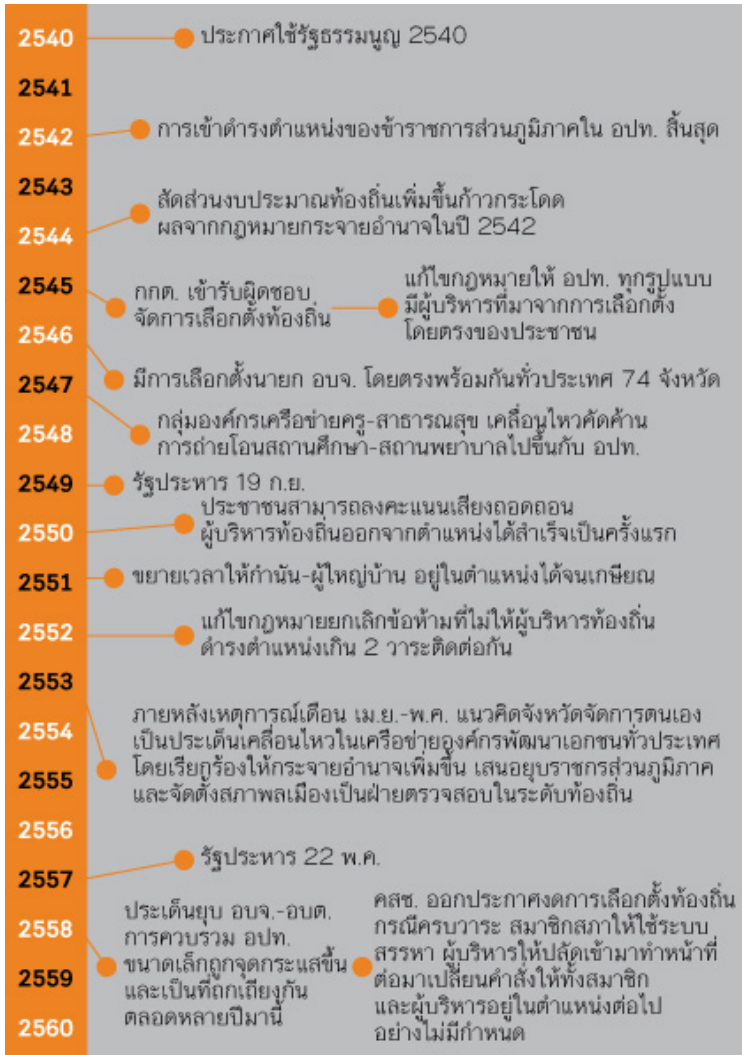 2540
ประกาศใช้รัฐธรรมนูญ 2540
2541
2542
การเข้าดำรงตำแหน่งของข้าราชการส่วนภูมิภาคใน อปท. สิ้นสุด
2543
สัดส่วนงบประมาณท้องถิ่นเพิ่มขึ้นก้าวกระโดด
ผลจากกฎหมายกระจายอำนาจในปี 2542
2544
2545
กกต. เข้ารับผิดชอบ
จัดการเลือกตั้งท้องถิ่น
แก้ไขกฎหมายให้ อปท. ทุกรูปแบบ
มีผู้บริหารที่มาจากการเลือกตั้ง
โดยตรงของประชาชน
2546
มีการเลือกตั้งนายก อบจ. โดยตรงพร้อมกันทั่วประเทศ 74 จังหวัด
2547
กลุ่มองค์กรเครือข่ายครู-สาธารณสุข เคลื่อนไหวคัดค้าน
การถ่ายโอนสถานศึกษา-สถานพยาบาลไปขึ้นกับ อปท.
2548
2549
รัฐประหาร 19 ก.ย.
ประชาชนสามารถลงคะแนนเสียงถอดถอน
ผู้บริหารท้องถิ่นออกจากตำแหน่งได้สำเร็จเป็นครั้งแรก
2550
2551
ขยายเวลาให้กำนัน-ผู้ใหญ่บ้าน อยู่ในตำแหน่งได้จนเกษียณ
2552
แก้ไขกฎหมายยกเลิกข้อห้ามที่ไม่ให้ผู้บริหารท้องถิ่น
ดำรงตำแหน่งเกิน 2 วาระติดต่อกัน
2553
2554
ภายหลังเหตุการณ์เดือน เม.ย.-พ.ค. แนวคิดจังหวัดจัดการตนเอง
เป็นประเด็นเคลื่อนไหวในเครือข่ายองค์กรพัฒนาเอกชนทั่วประเทศ
โดยเรียกร้องให้กระจายอำนาจเพิ่มขึ้น เสนอยุบราชกรส่วนภูมิภาค
และจัดตั้งสภาพลเมืองเป็นฝ่ายตรวจสอบในระดับท้องถิ่น
2555
2556
รัฐประหาร 22 พ.ค.
2557
2558
ประเด็นยุบ อบจ.-อบต.
การควบรวม อปท.
ขนาดเล็กถูกจุดกระแสขึ้น
และเป็นที่ถกเถียงกัน
ตลอดหลายปีมานี้
คสช. ออกประกาศงดการเลือกตั้งท้องถิ่น
กรณีครบวาระ สมาชิกสภาให้ใช้ระบบ
สรรหา ผู้บริหารให้ปลัดเข้ามาทำหน้าที่
ต่อมาเปลี่ยนคำสั่งให้ทั้งสมาชิก
และผู้บริหารอยู่ในตำแหน่งต่อไป
อย่างไม่มีกำหนด
2559
2560